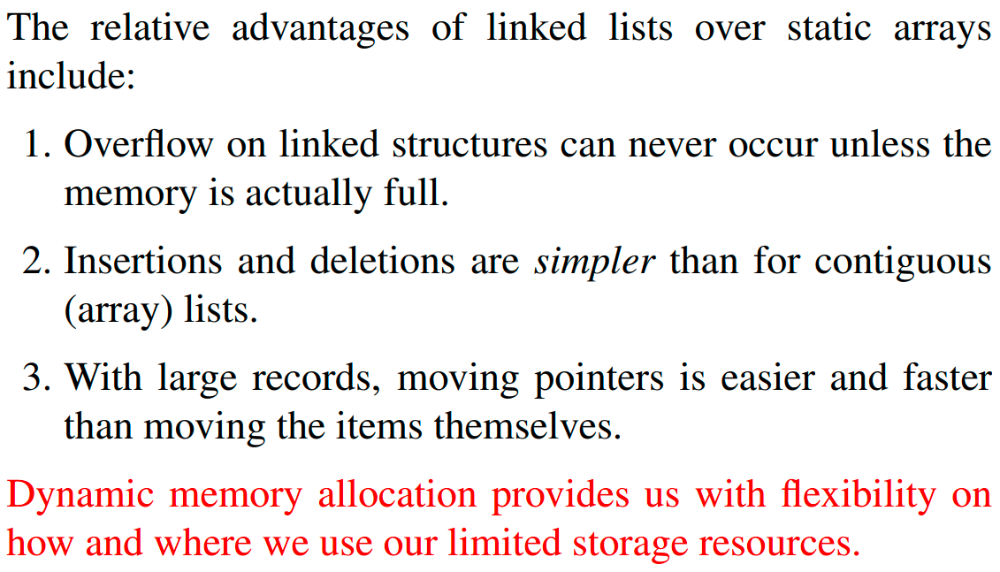 The relative advantages of linked lists over static arrays
include:
1. Overflow on linked structures can never occur unless the
memory is actually full.
2. Insertions and deletions are simpler than for contiguous
(array) lists.
3. With large records, moving pointers is easier and faster
than moving the items themselves.
Dynamic memory allocation provides us with flexibility on
how and where we use our limited storage resources.